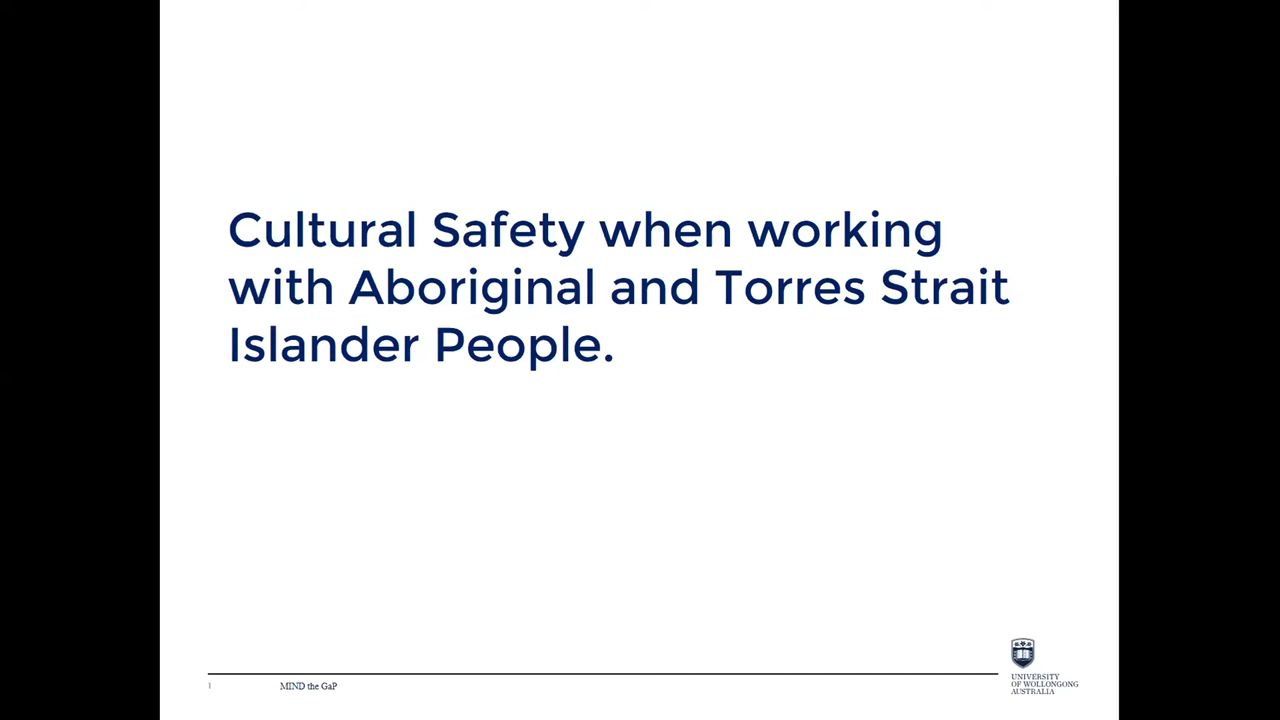 Cultural Safety when working
with Aboriginal and Torres Strait
Islander People.
1
MIND the GaP
UNIVERSITY
OF WOLLONGONG
AUSTRALIA